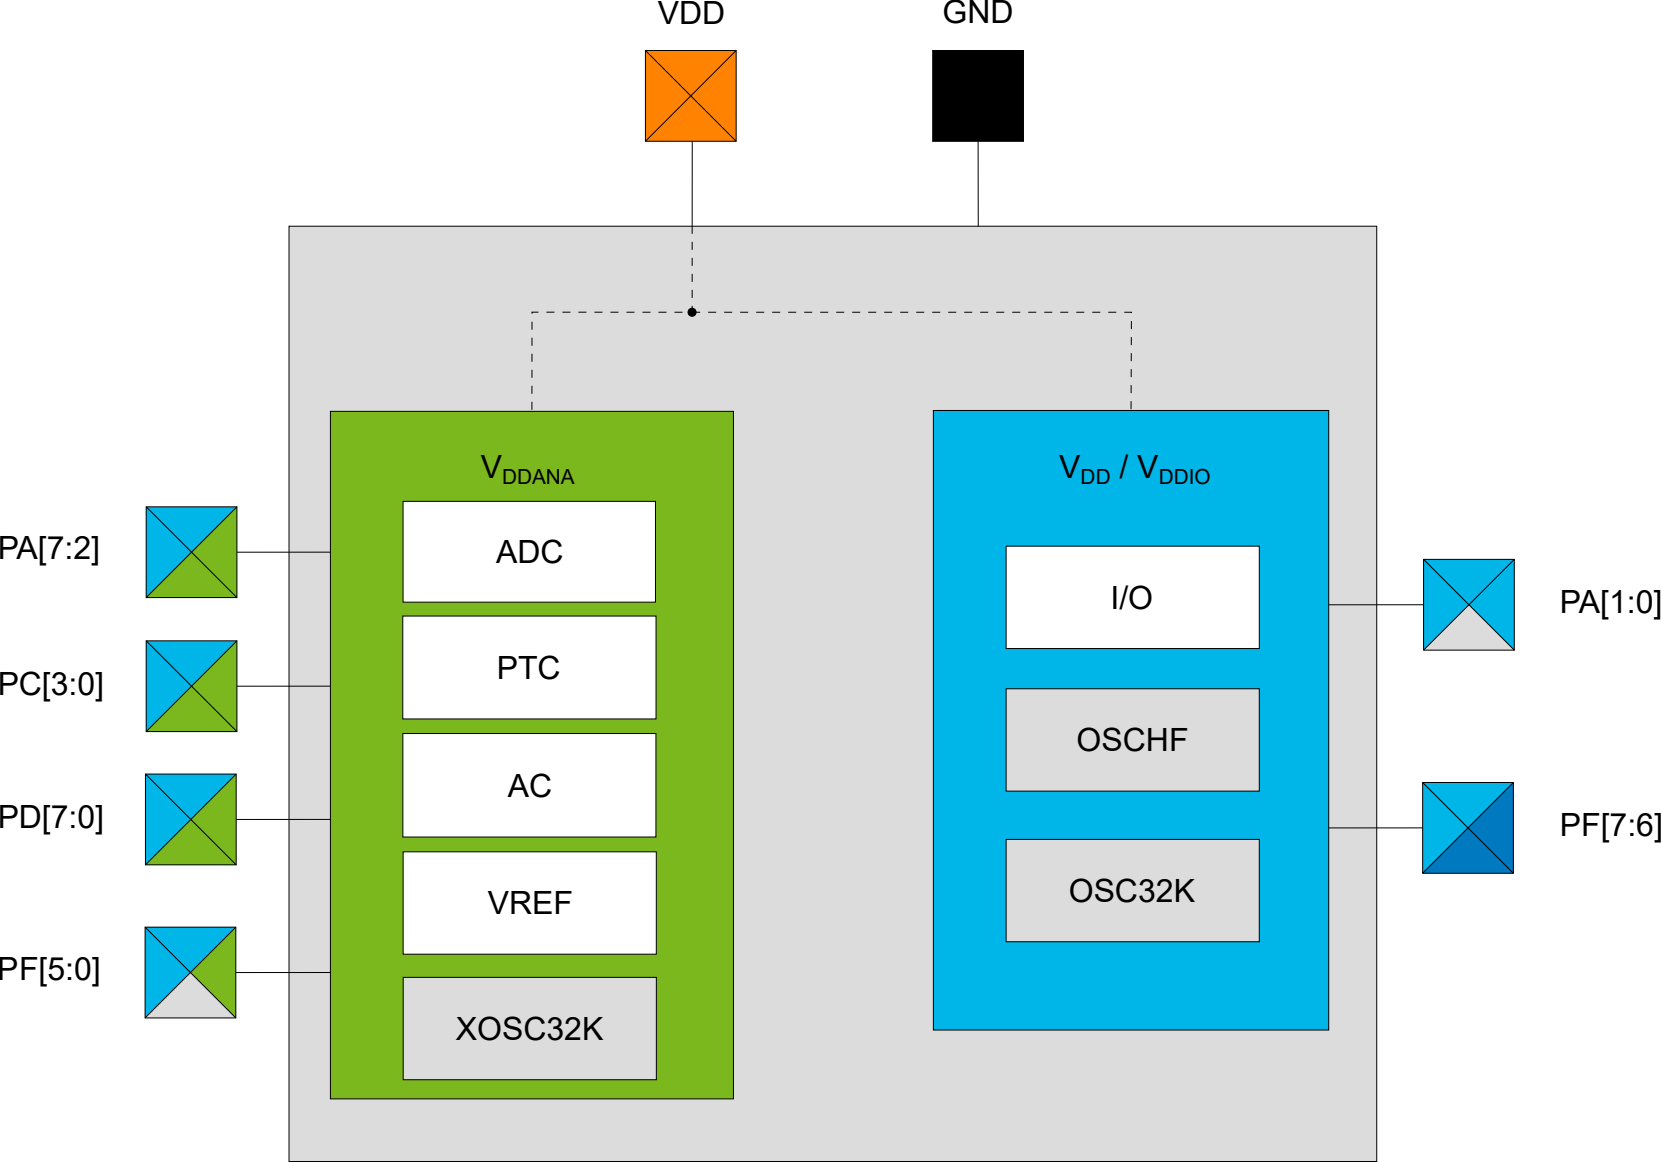 VDD
GND
VDDANA
ADC
PTC
AC
VREF
XOSC32K
VDD / VDDIO
I/O
OSCHF
OSC32K
PA[7:2]
PC[3:0]
PD[7:0]
PF[5:0]
PA[1:0]
PF[7:6]